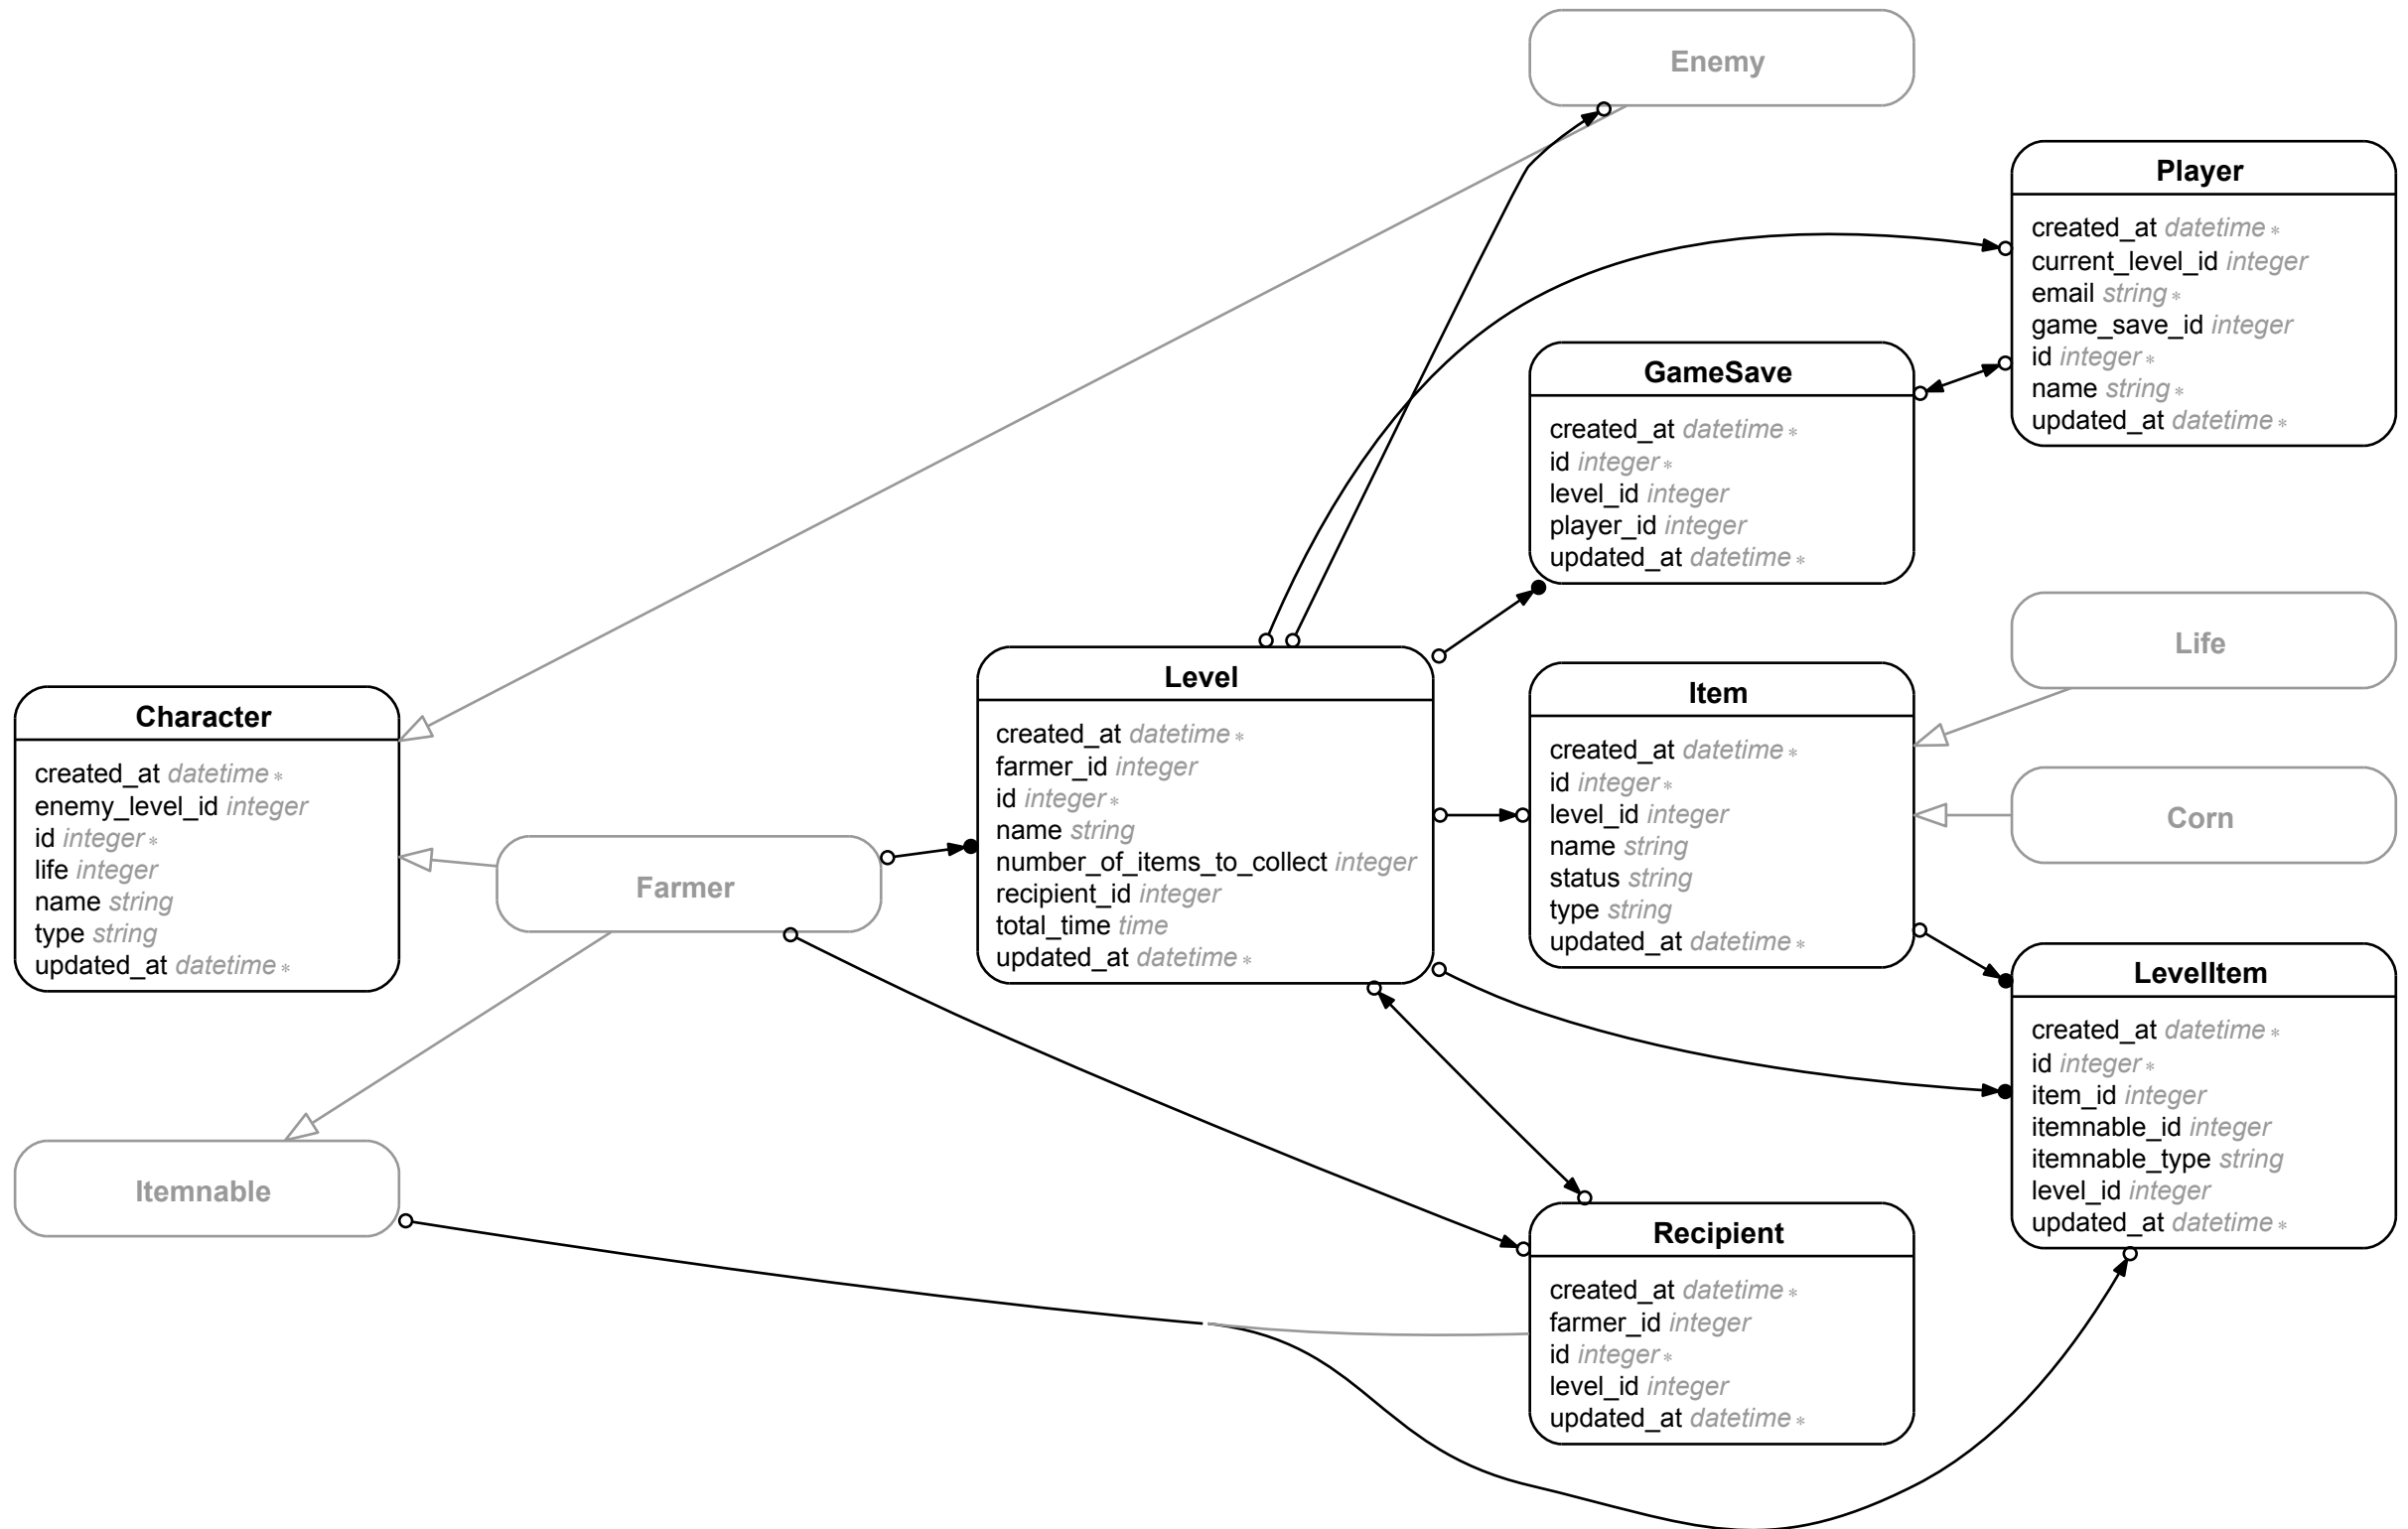 Enemy
Player
created_at datetime *
current_level_id integer
email string *
game_save_id integer
id integer *
name string *
updated_at datetime *
GameSave
created_at datetime *
id integer *
level_id integer
player_id integer
updated_at datetime *
Life
Level
created_at datetime *
farmer_id integer
id integer *
name string
number_of_items_to_collect integer
recipient_id integer
total_time time
updated_at datetime *
Item
created_at datetime *
id integer *
level_id integer
name string
status string
type string
updated_at datetime *
Character
created_at datetime *
enemy_level_id integer
id integer *
life integer
name string
type string
updated_at datetime *
Corn
Farmer
LevelItem
created_at datetime *
id integer *
item_id integer
itemnable_id integer
itemnable_type string
level_id integer
updated_at datetime *
Itemnable
Recipient
created_at datetime *
farmer_id integer
id integer *
level_id integer
updated_at datetime *